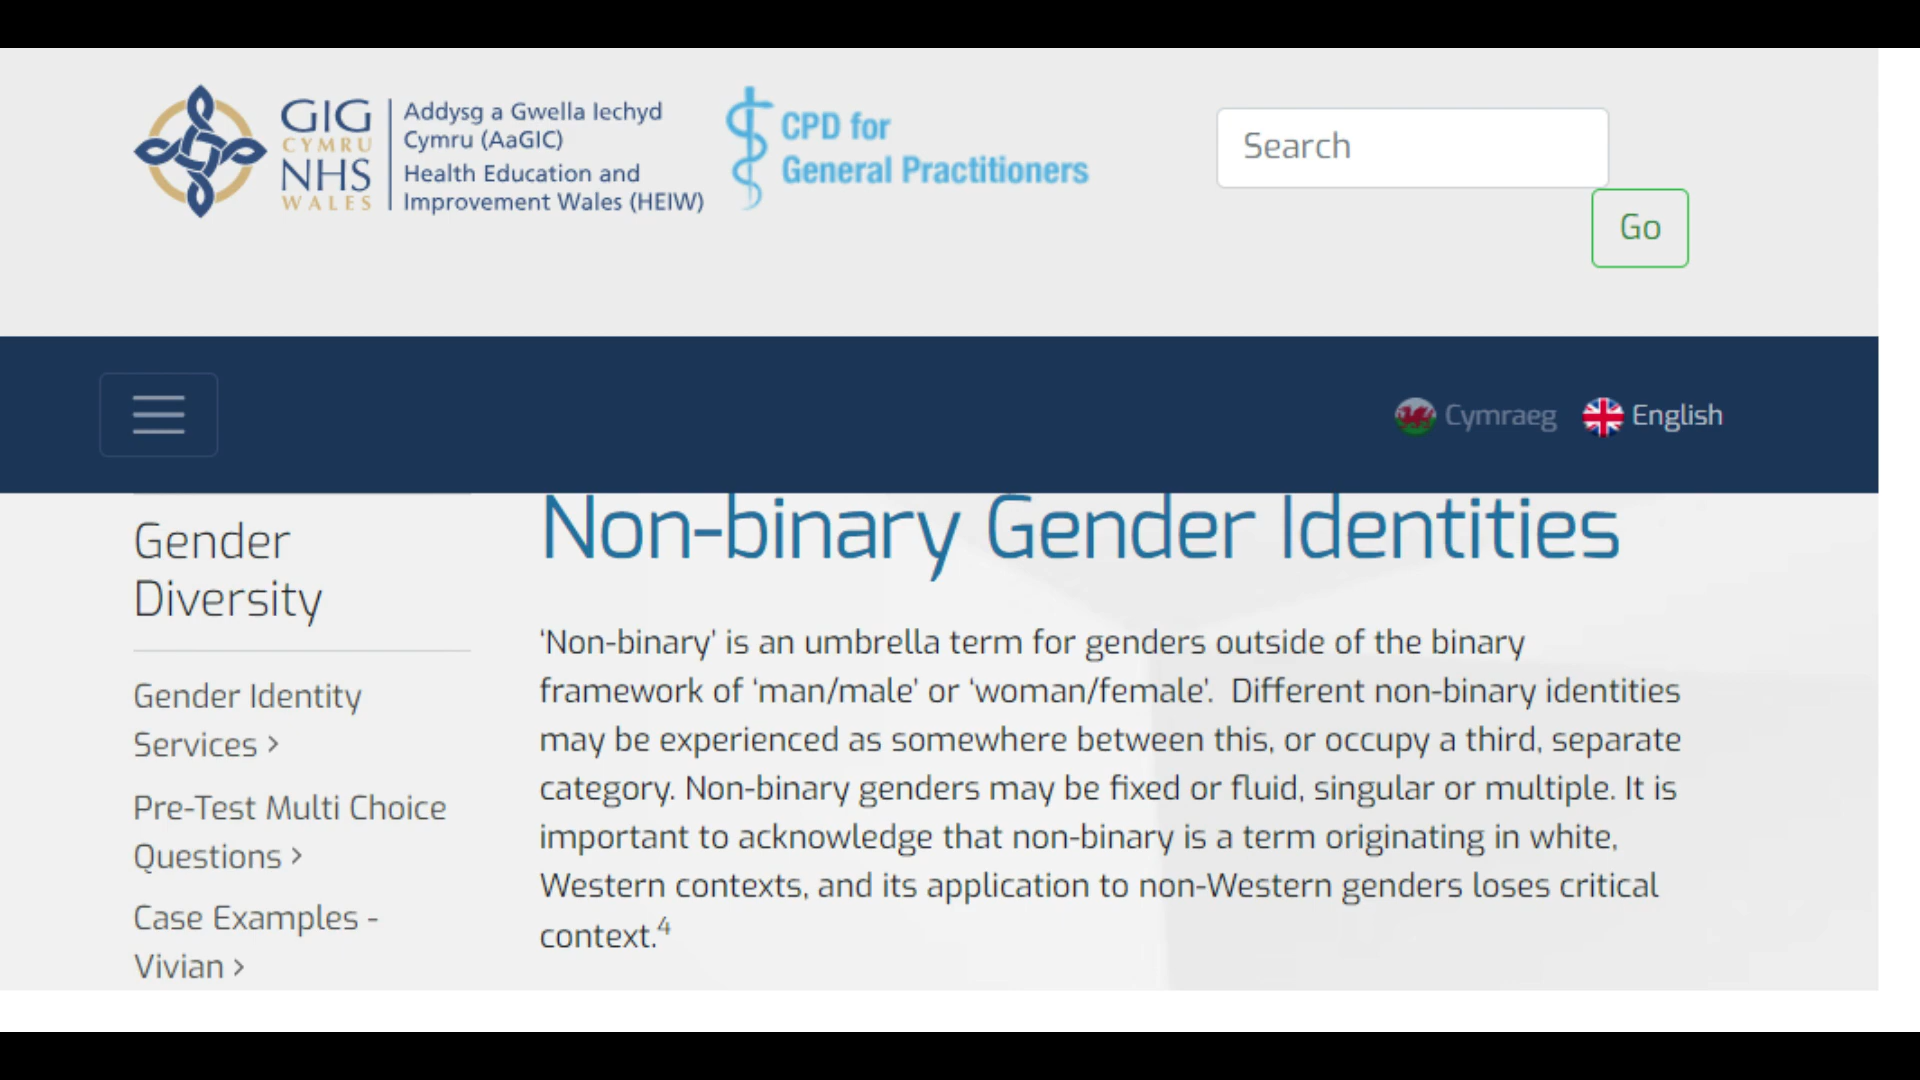 GIG
CYMRU
NHS
WALES
Addysg a Gwella Iechyd
Cymru (AaGIC)
Health Education and
Improvement Wales (HEIW)
CPD for
General Practitioners
Search
Go
Cymraeg
English
Gender
Diversity
Gender Identity
Services >
Pre-Test Multi Choice
Questions >
Case Examples -
Vivian >
Non-binary Gender Identities
‘Non-binary’ is an umbrella term for genders outside of the binary
framework of ‘man/male’ or ‘woman/female’. Different non-binary identities
may be experienced as somewhere between this, or occupy a third, separate
category. Non-binary genders may be fixed or fluid, singular or multiple. It is
important to acknowledge that non-binary is a term originating in white,
Western contexts, and its application to non-Western genders loses critical
context.⁴